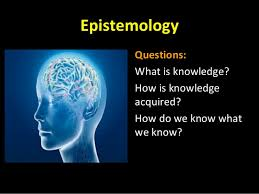 Epistemology
Questions:
What is knowledge?
How is knowledge
acquired?
How do we know what
we know?